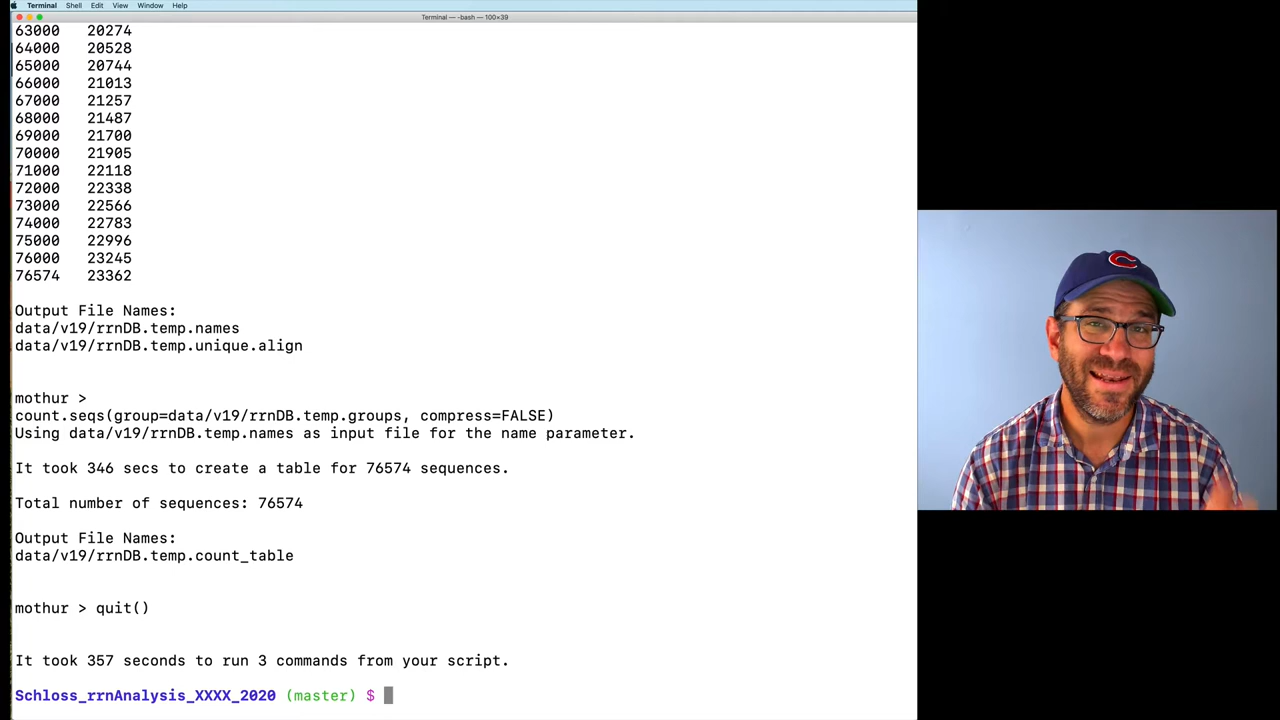 Terminal Shell Edit View Window Help
Terminal — -bash — 100×39
63000 20274
64000 20528
65000 20744
66000 21013
67000 21257
68000 21487
69000 21700
70000 21905
71000 22118
72000 22338
73000 22566
74000 22783
75000 22996
76000 23245
76574 23362
Output File Names:
data/v19/rrnDB.temp.names
data/v19/rrnDB.temp.unique.align
mothur >
count.seqs(group=data/v19/rrnDB.temp.groups, compress=FALSE)
Using data/v19/rrnDB.temp.names as input file for the name parameter.
It took 346 secs to create a table for 76574 sequences.
Total number of sequences: 76574
Output File Names:
data/v19/rrnDB.temp.count_table
mothur > quit()
It took 357 seconds to run 3 commands from your script.
Schloss_rrnAnalysis_XXXX_2020 (master) $
C